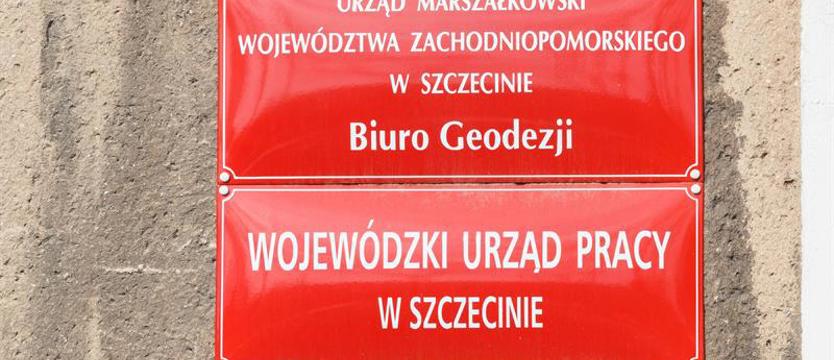 URZĄD MARSZAŁKOWSKI
WOJEWÓDZTWA ZACHODNIOPOMORSKIEGO
W SZCZECINIE
Biuro Geodezji
WOJEWÓDZKI URZĄD PRACY
W SZCZECINIE